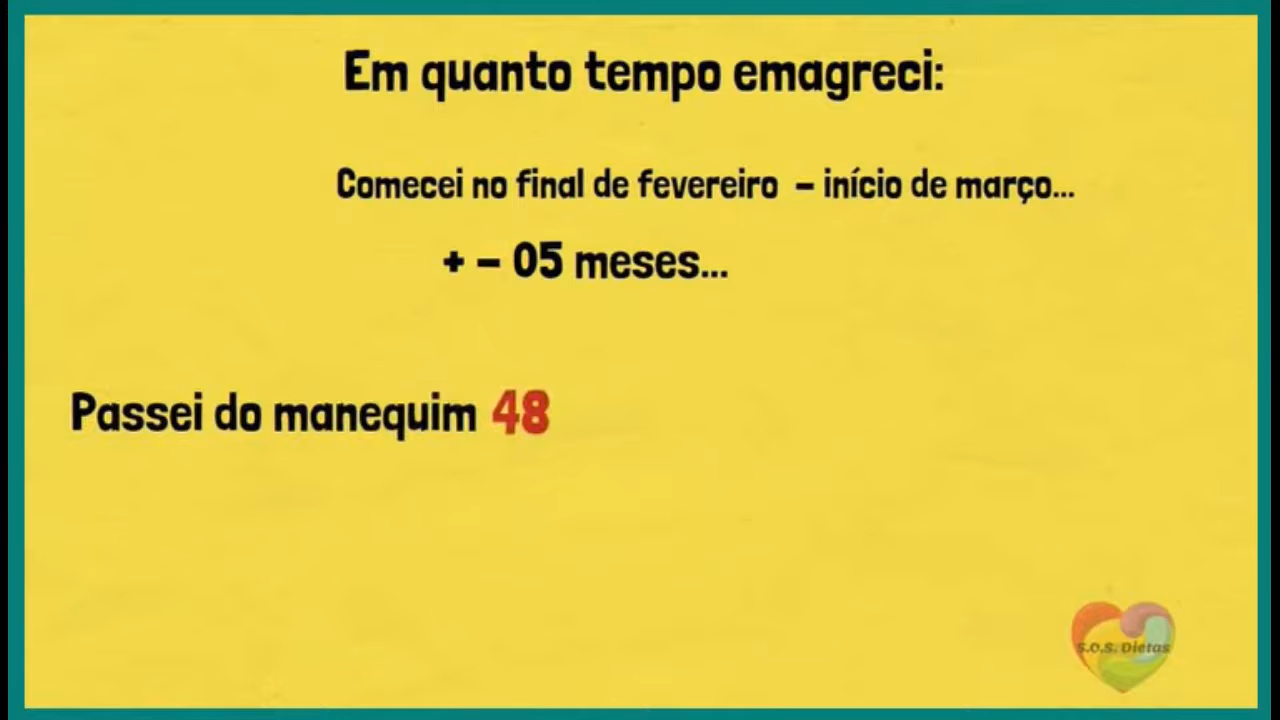 Em quanto tempo emagreci:
Comecei no final de fevereiro - início de março...
+ - 05 meses...
Passei do manequim 48
S.O.S. Dietas